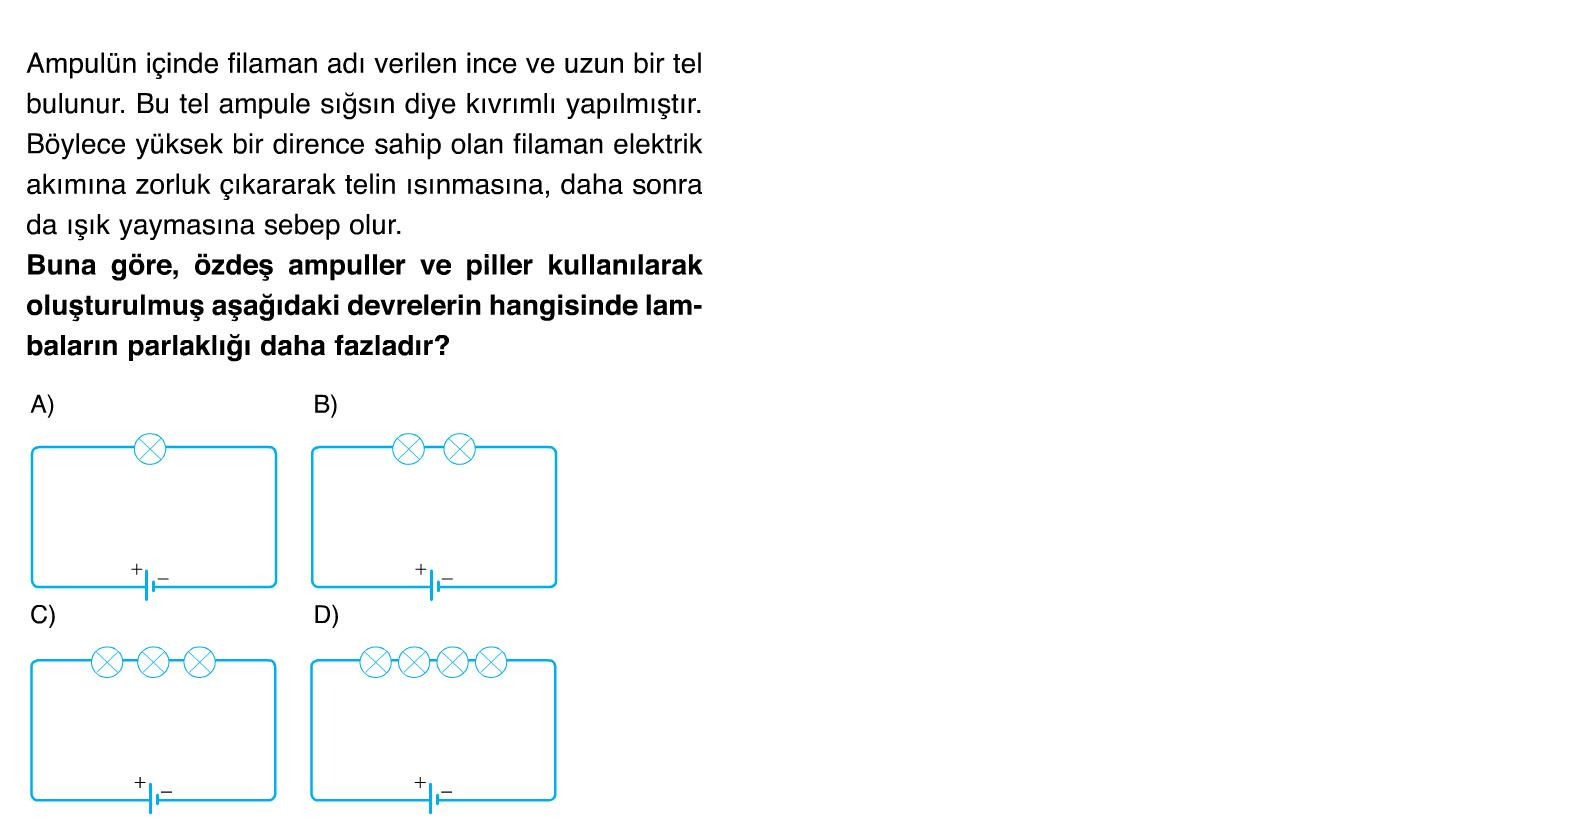 Ampulün içinde filaman adı verilen ince ve uzun bir tel
bulunur. Bu tel ampule sığsın diye kıvrımlı yapılmıştır.
Böylece yüksek bir dirence sahip olan filaman elektrik
akımına zorluk çıkararak telin ısınmasına, daha sonra
da ışık yaymasına sebep olur.
Buna göre, özdeş ampuller ve piller kullanılarak
oluşturulmuş aşağıdaki devrelerin hangisinde lam-
baların parlaklığı daha fazladır?
A) B)
+ – + –
C) D)
+ – + –